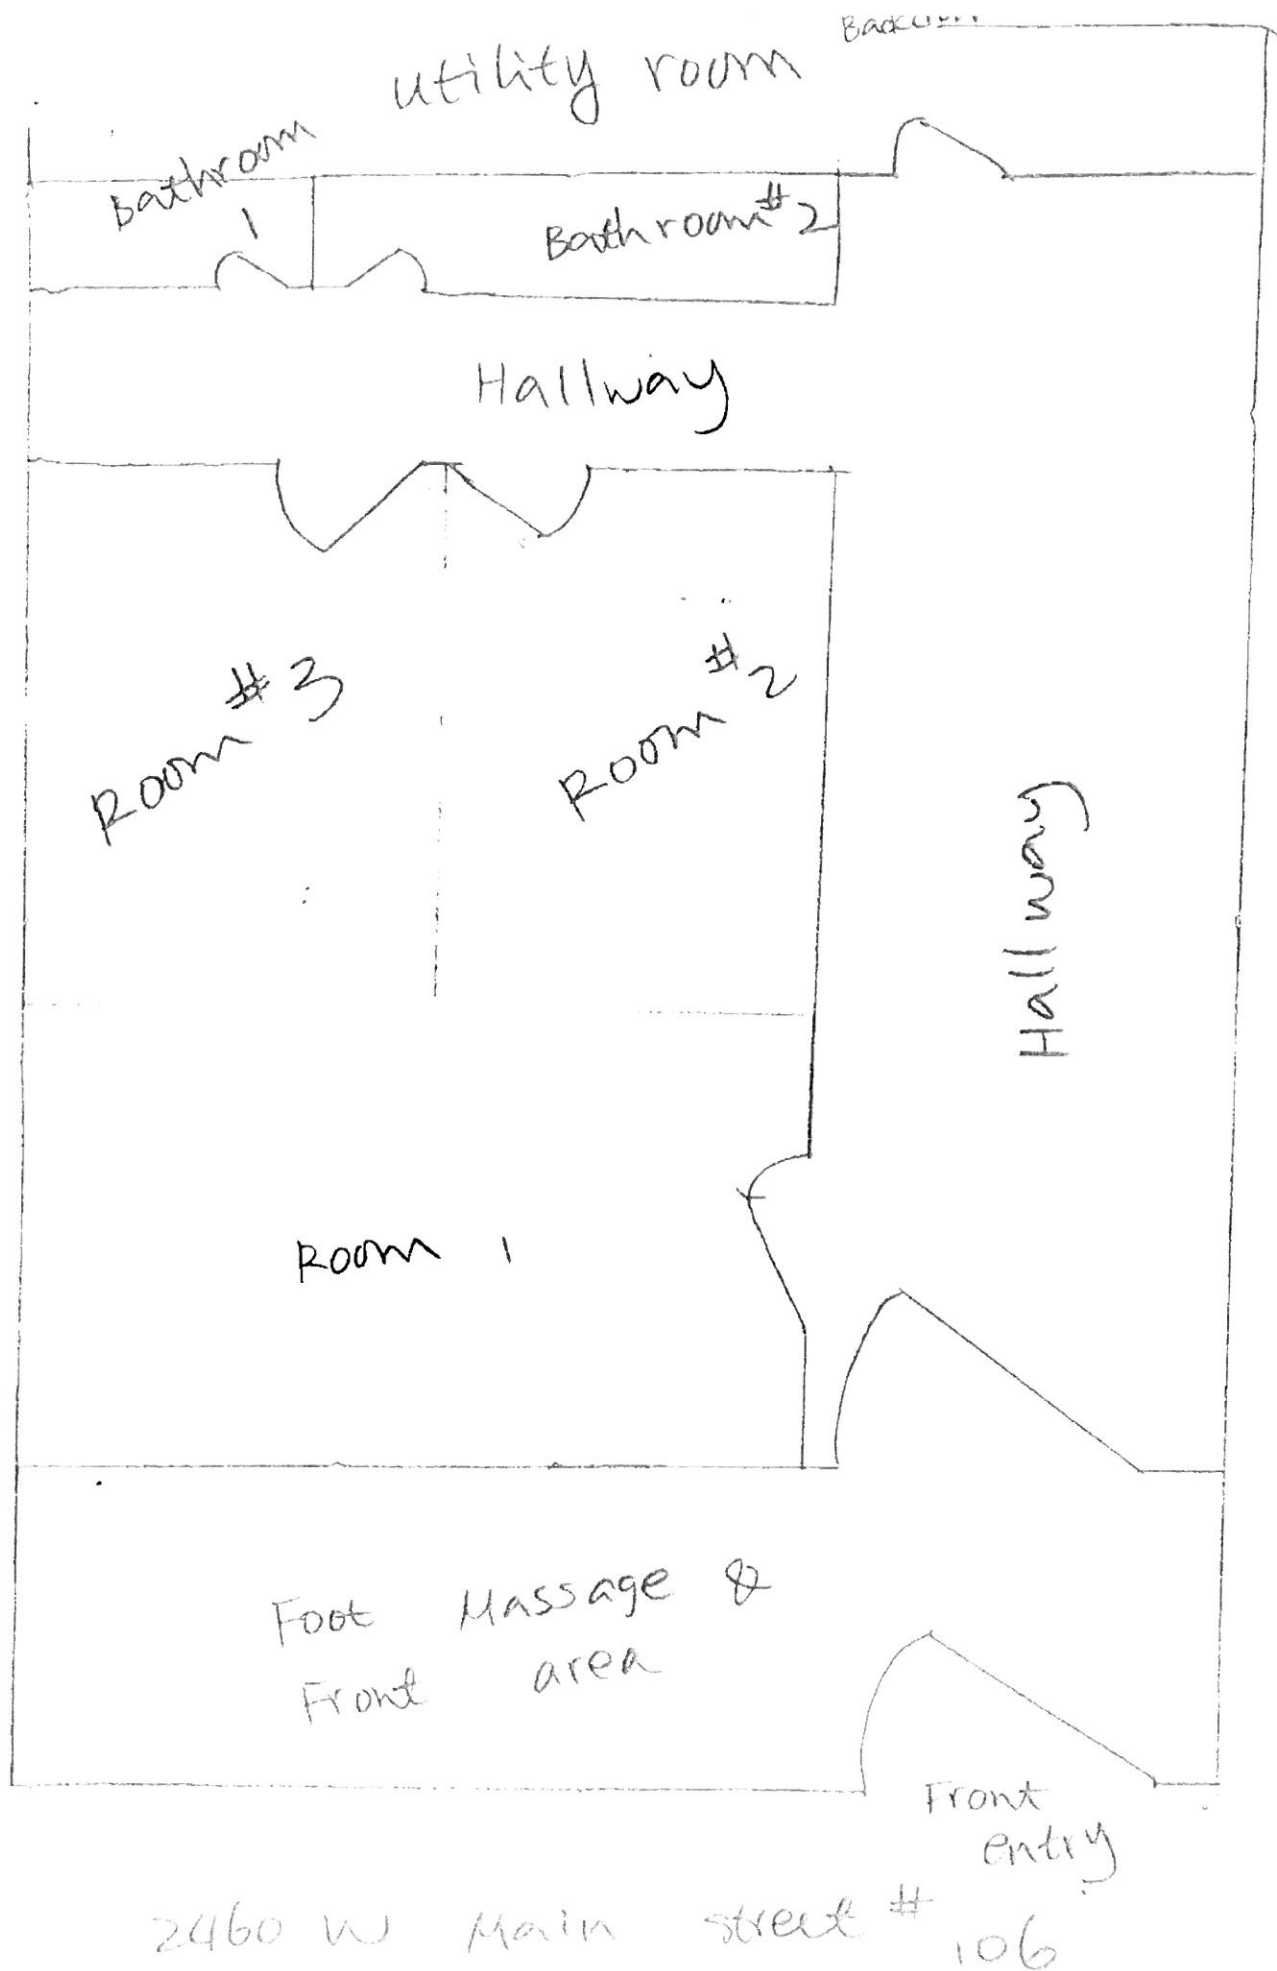 utility room
Bathroom
1
Bathroom #2
Hallway
Room #3
Room #2
Hallway
Room 1
Foot Massage &
Front area
Front
entry
2460 W Main street #
106